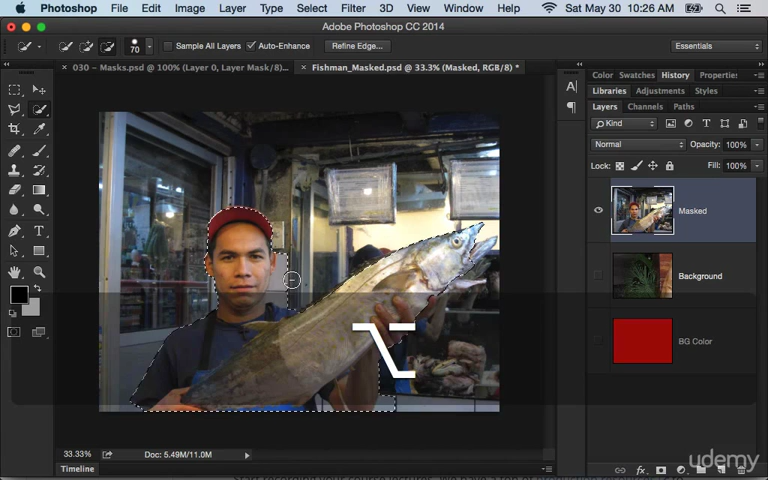 Photoshop File Edit Image Layer Type Select Filter 3D View Window Help Sat May 30 10:26 AM
Adobe Photoshop CC 2014
70 Sample All Layers Auto-Enhance Refine Edge... Essentials
× 030 – Masks.psd @ 100% (Layer 0, Layer Mask/8)... × Fishman_Masked.psd @ 33.3% (Masked, RGB/8) *
Color Swatches History Propertie:
Libraries Adjustments Styles
Layers Channels Paths
Kind
Normal Opacity: 100%
Lock: Fill: 100%
Masked
Background
BG Color
33.33% Doc: 5.49M/11.0M
Timeline
udemy